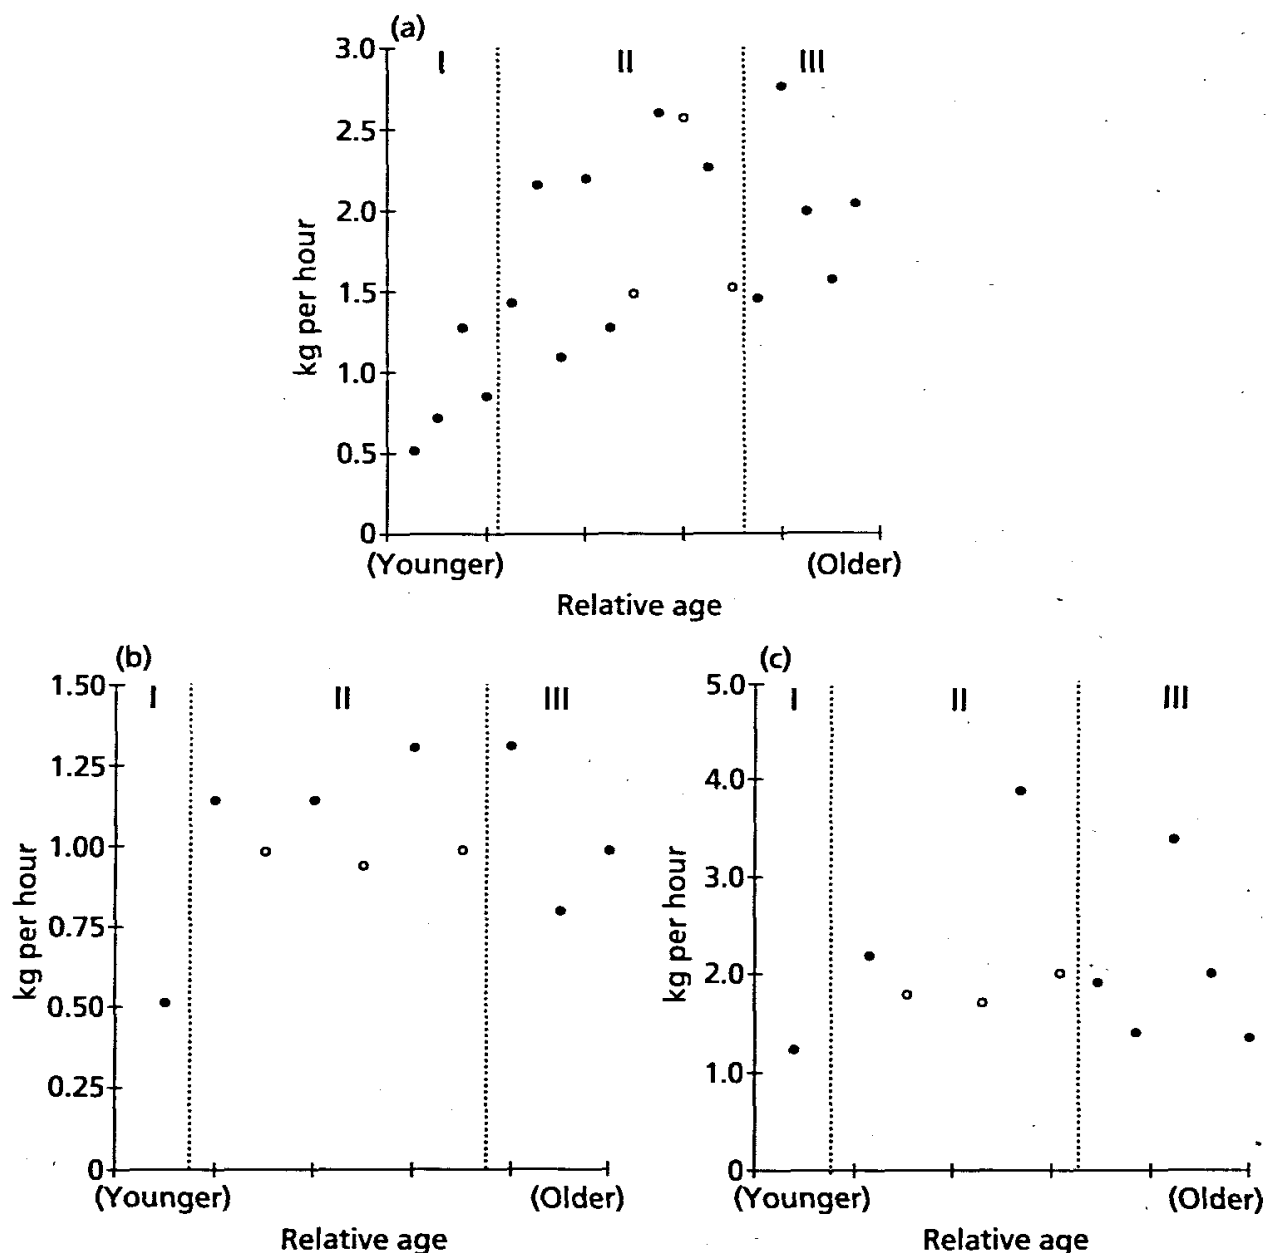 (a)
3.0
I
II
III
2.5
2.0
1.5
1.0
0.5
0
kg per hour
(Younger)
(Older)
Relative age
(b)
1.50
I
II
III
1.25
1.00
0.75
0.50
0.25
0
kg per hour
(Younger)
(Older)
Relative age
(c)
5.0
I
II
III
4.0
3.0
2.0
1.0
0
kg per hour
(Younger)
(Older)
Relative age